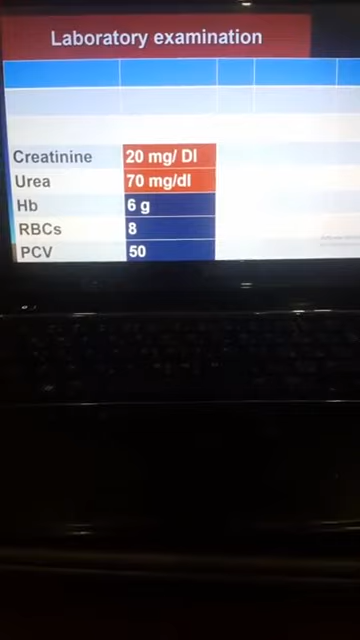 Laboratory examination
Creatinine 20 mg/ Dl
Urea 70 mg/dl
Hb 6 g
RBCs 8
PCV 50